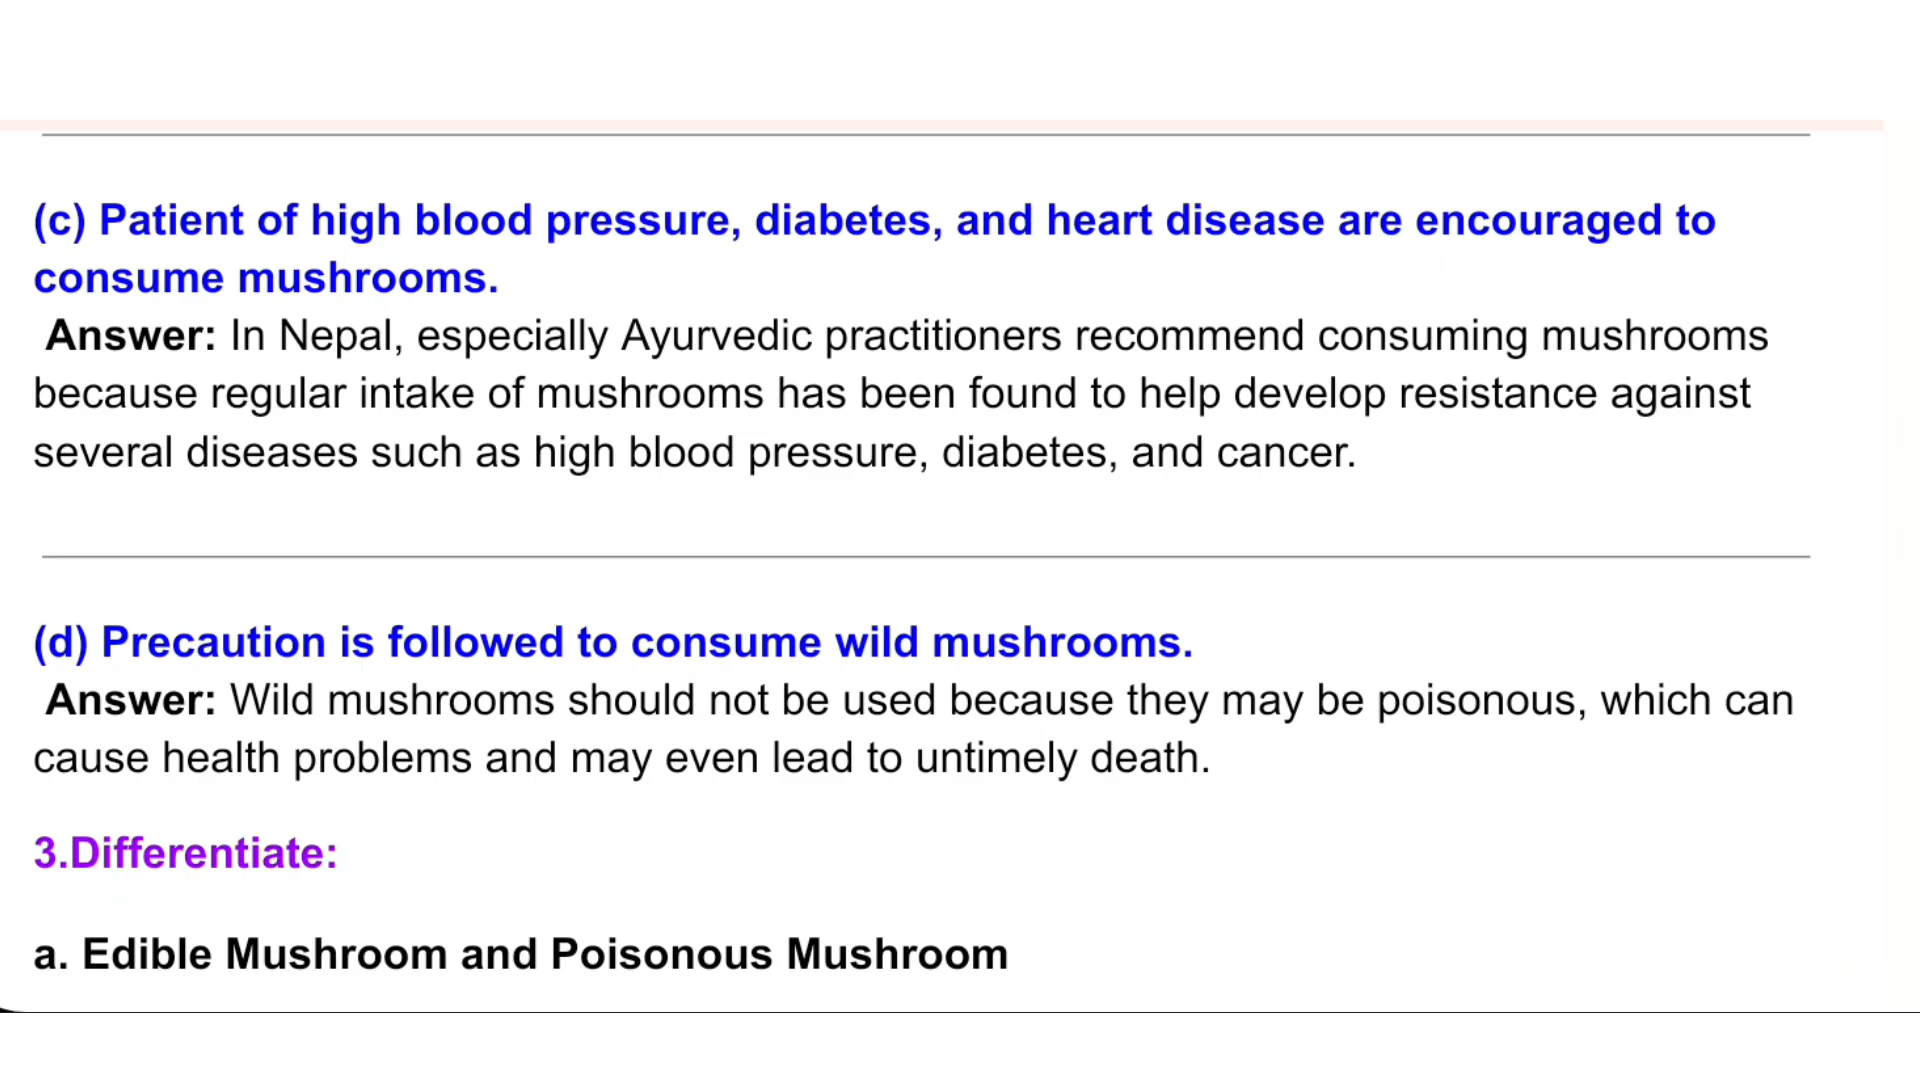 (c) Patient of high blood pressure, diabetes, and heart disease are encouraged to
consume mushrooms.
Answer: In Nepal, especially Ayurvedic practitioners recommend consuming mushrooms
because regular intake of mushrooms has been found to help develop resistance against
several diseases such as high blood pressure, diabetes, and cancer.
(d) Precaution is followed to consume wild mushrooms.
Answer: Wild mushrooms should not be used because they may be poisonous, which can
cause health problems and may even lead to untimely death.
3.Differentiate:
a. Edible Mushroom and Poisonous Mushroom